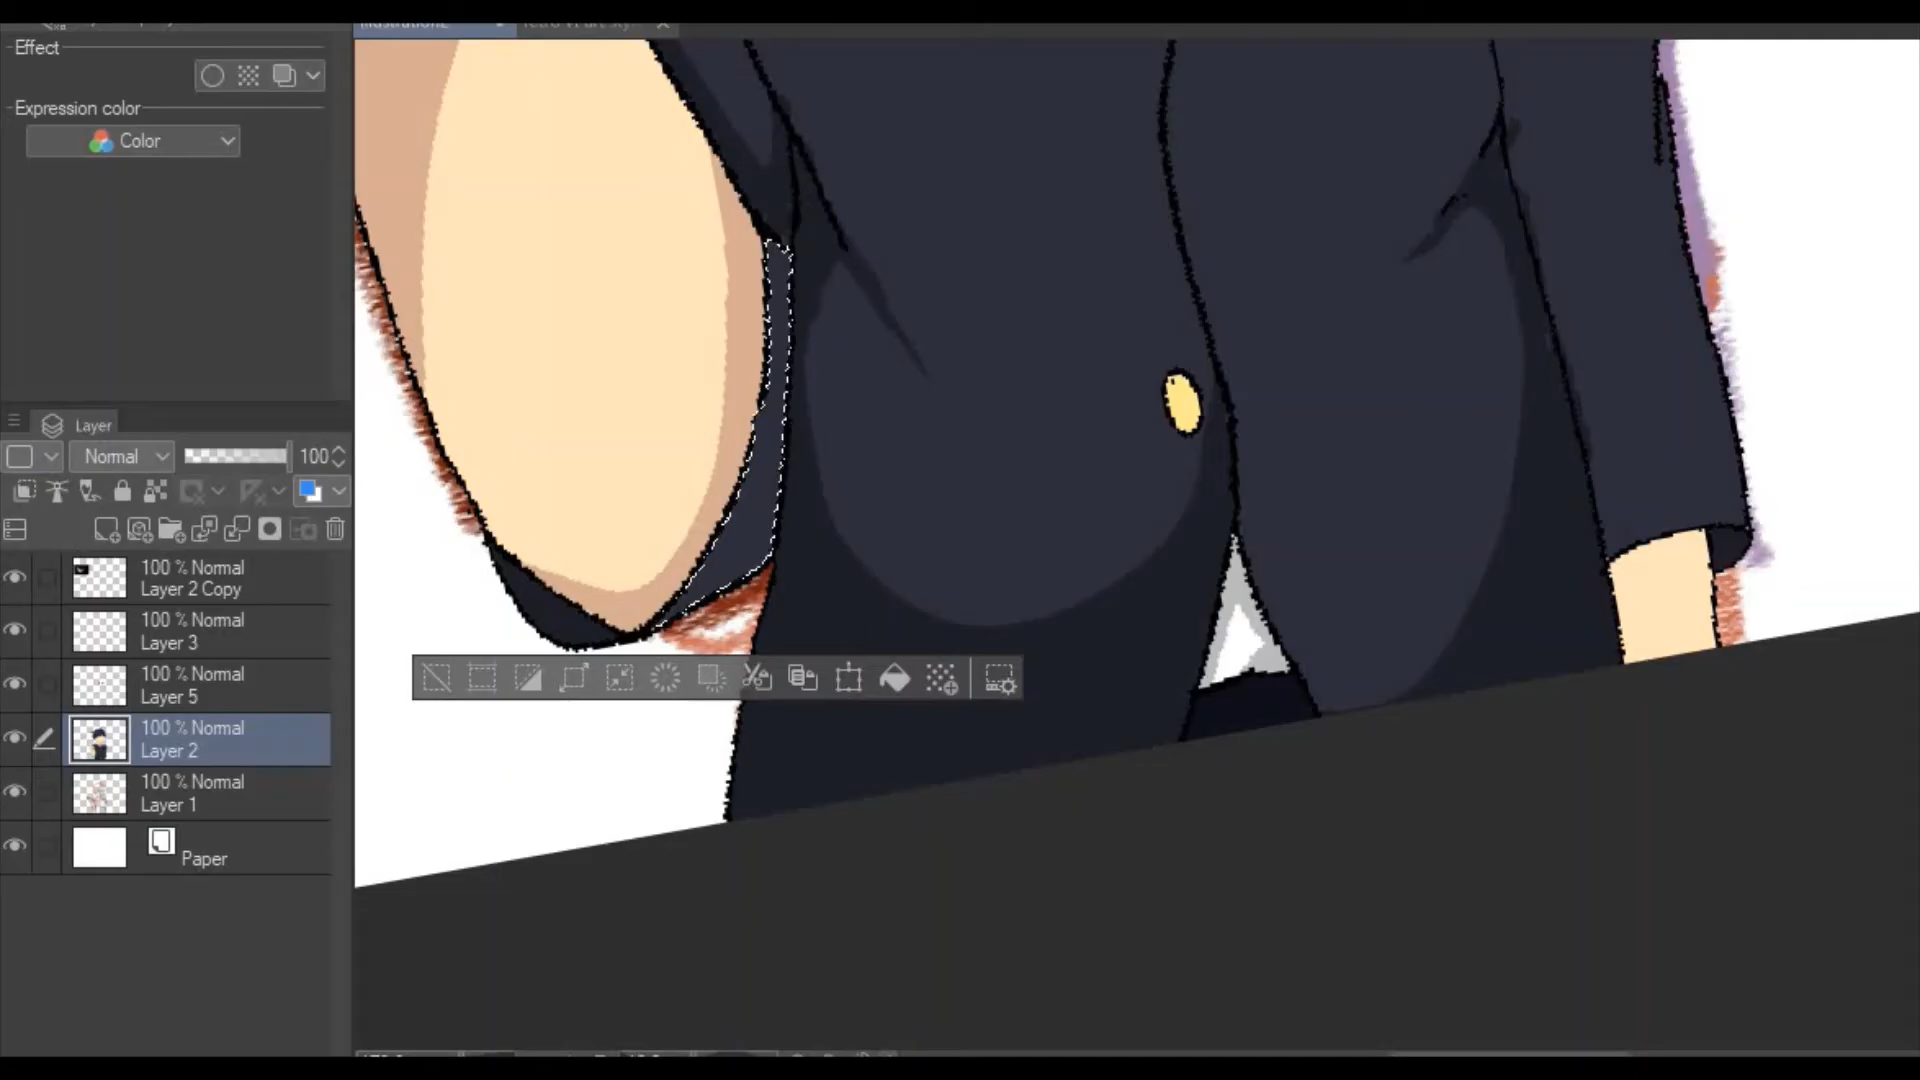 Effect
Expression color
Color
Layer
Normal
100
100 % Normal
Layer 2 Copy
100 % Normal
Layer 3
100 % Normal
Layer 5
100 % Normal
Layer 2
100 % Normal
Layer 1
Paper